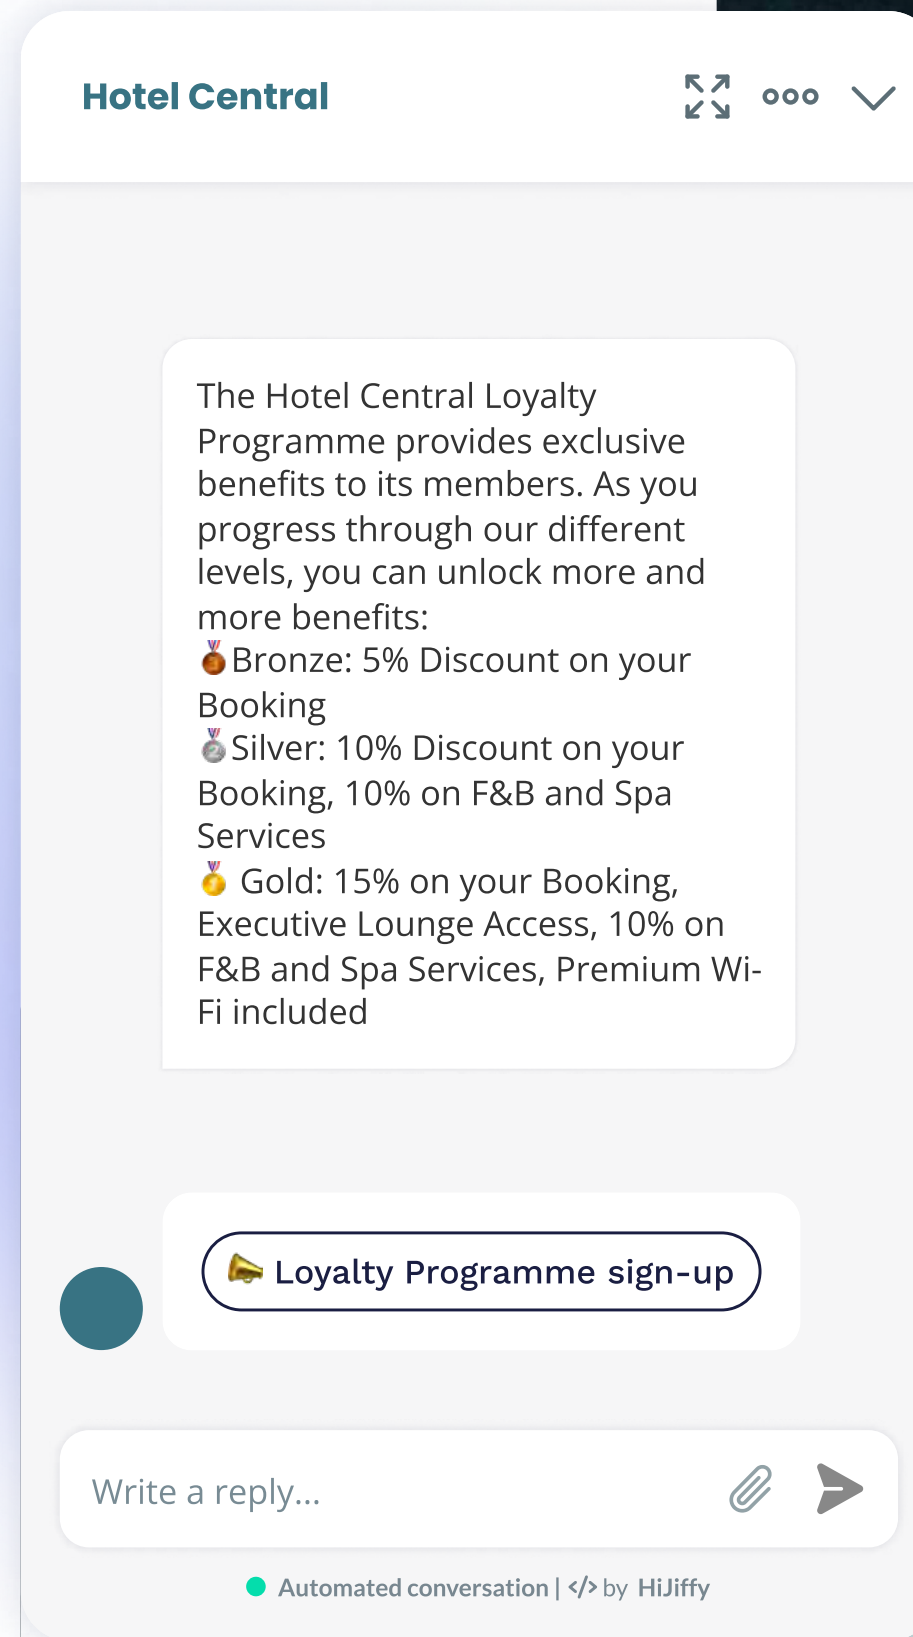 Hotel Central
The Hotel Central Loyalty
Programme provides exclusive
benefits to its members. As you
progress through our different
levels, you can unlock more and
more benefits:
🥉Bronze: 5% Discount on your
Booking
🥈Silver: 10% Discount on your
Booking, 10% on F&B and Spa
Services
🥇 Gold: 15% on your Booking,
Executive Lounge Access, 10% on
F&B and Spa Services, Premium Wi-
Fi included
Loyalty Programme sign-up
Write a reply...
Automated conversation | </> by HiJiffy